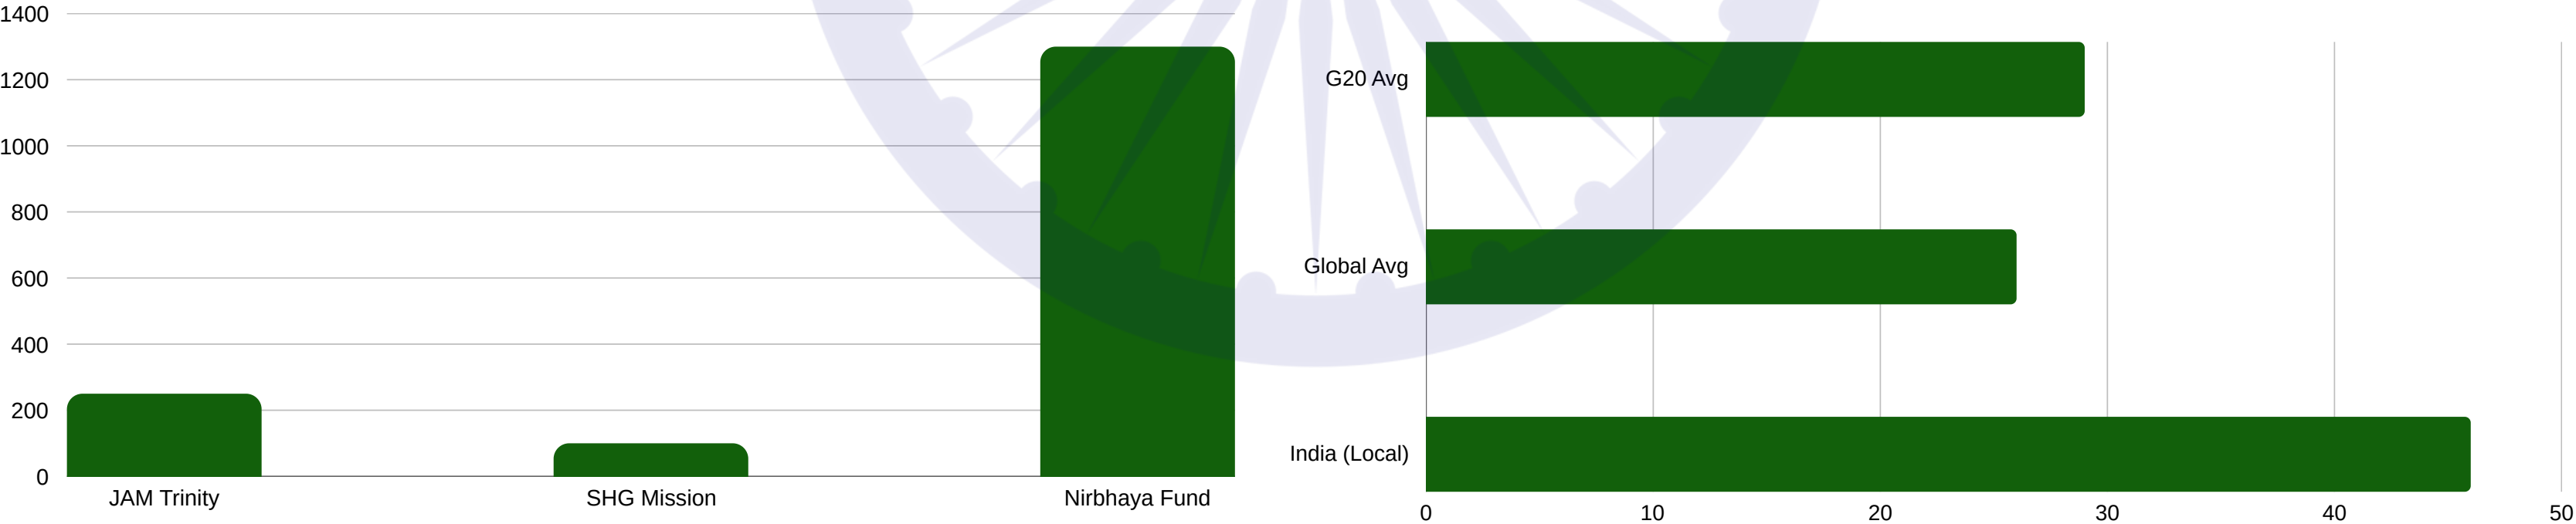 1400
1200
1000
800
600
400
200
0
JAM Trinity
SHG Mission
Nirbhaya Fund
G20 Avg
Global Avg
India (Local)
0
10
20
30
40
50